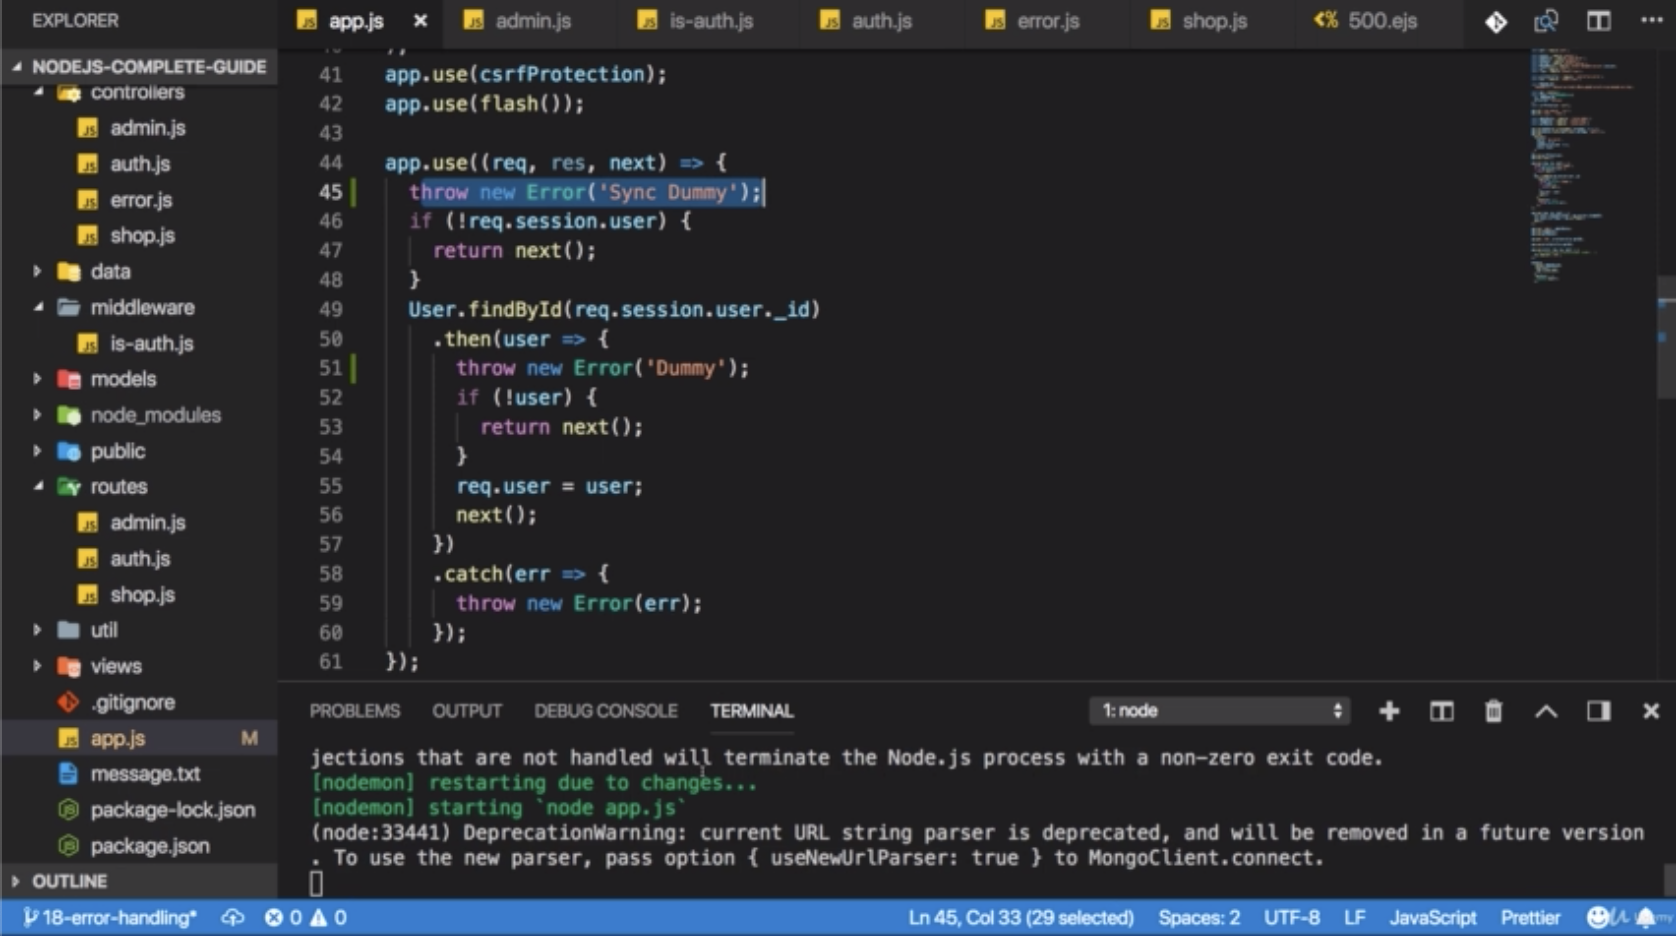 EXPLORER
app.js
admin.js
is-auth.js
auth.js
error.js
shop.js
<% 500.ejs
NODEJS-COMPLETE-GUIDE
controllers
admin.js
auth.js
error.js
shop.js
data
middleware
is-auth.js
models
node_modules
public
routes
admin.js
auth.js
shop.js
util
views
.gitignore
app.js M
message.txt
package-lock.json
package.json
OUTLINE
41 app.use(csrfProtection);
42 app.use(flash());
43
44 app.use((req, res, next) => {
45 throw new Error('Sync Dummy');
46 if (!req.session.user) {
47 return next();
48 }
49 User.findById(req.session.user._id)
50 .then(user => {
51 throw new Error('Dummy');
52 if (!user) {
53 return next();
54 }
55 req.user = user;
56 next();
57 })
58 .catch(err => {
59 throw new Error(err);
60 });
61 });
PROBLEMS OUTPUT DEBUG CONSOLE TERMINAL 1: node
jections that are not handled will terminate the Node.js process with a non-zero exit code.
[nodemon] restarting due to changes...
[nodemon] starting `node app.js`
(node:33441) DeprecationWarning: current URL string parser is deprecated, and will be removed in a future version
. To use the new parser, pass option { useNewUrlParser: true } to MongoClient.connect.
18-error-handling* 0 0 Ln 45, Col 33 (29 selected) Spaces: 2 UTF-8 LF JavaScript Prettier